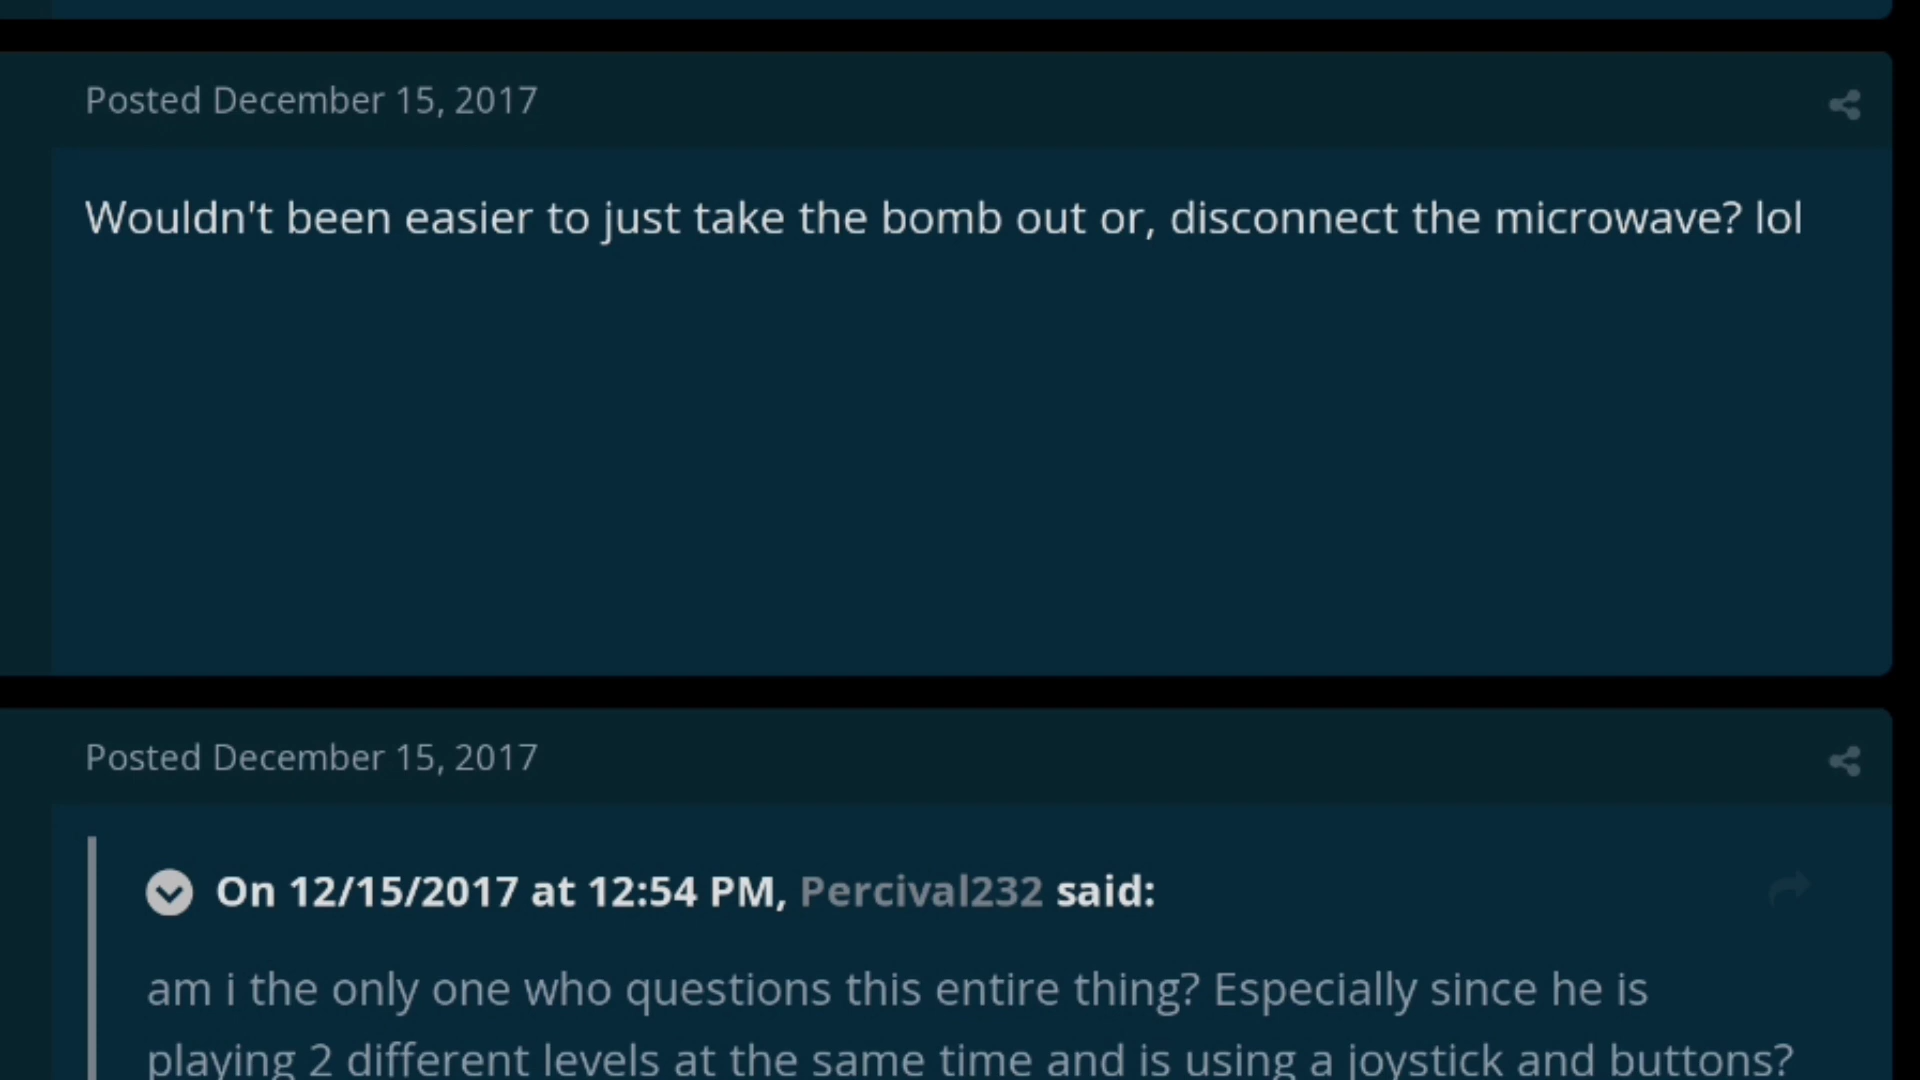 Posted December 15, 2017
Wouldn't been easier to just take the bomb out or, disconnect the microwave? lol
Posted December 15, 2017
On 12/15/2017 at 12:54 PM, Percival232 said:
am i the only one who questions this entire thing? Especially since he is
playing 2 different levels at the same time and is using a joystick and buttons?